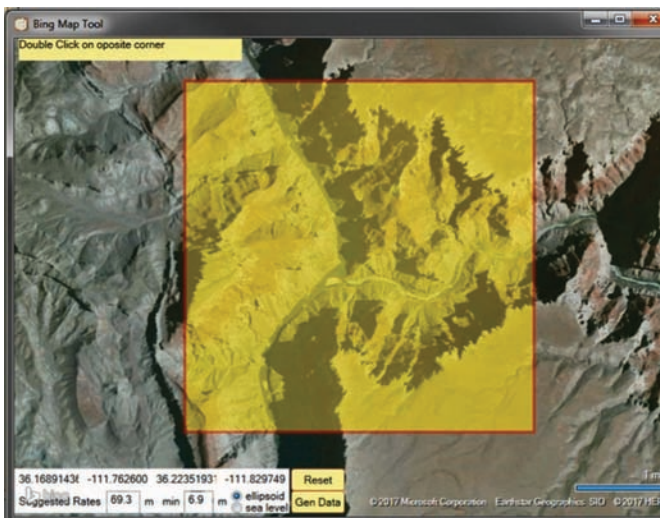 Bing Map Tool
Double Click on oposite corner
36.1689143 -111.762600 36.2235193 -111.829749 Reset
Suggested Rates 69.3 m min 6.9 m ellipsoid
sea level Gen Data
©2017 Microsoft Corporation Earthstar Geographics SIO ©2017 HE